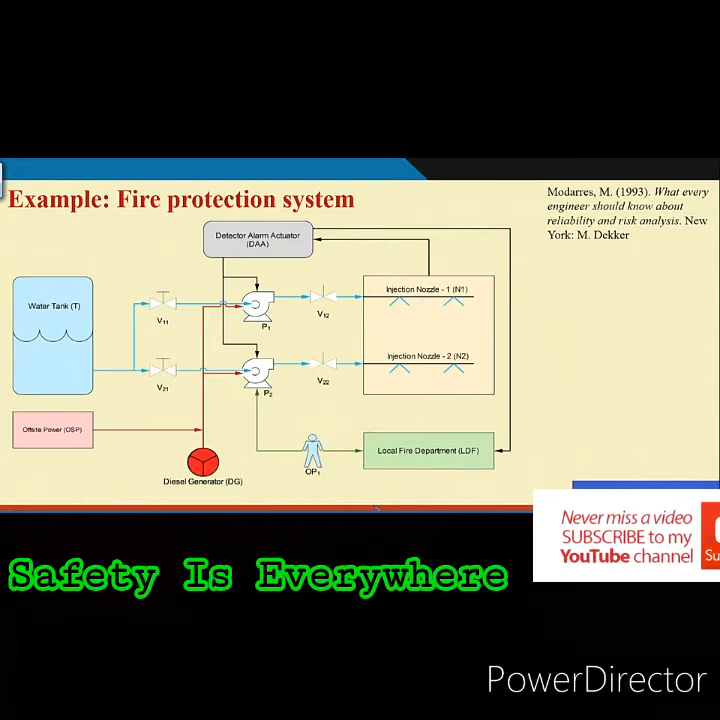 Example: Fire protection system
Modarres, M. (1993). What every
engineer should know about
reliability and risk analysis. New
York: M. Dekker
Detector Alarm Actuator
(DAA)
Water Tank (T)
V11
P1
V12
Injection Nozzle - 1 (N1)
V21
P2
V22
Injection Nozzle - 2 (N2)
Offsite Power (OSP)
Diesel Generator (DG)
OP1
Local Fire Department (LDF)
Never miss a video
SUBSCRIBE to my
YouTube channel
Su
Safety Is Everywhere
PowerDirector